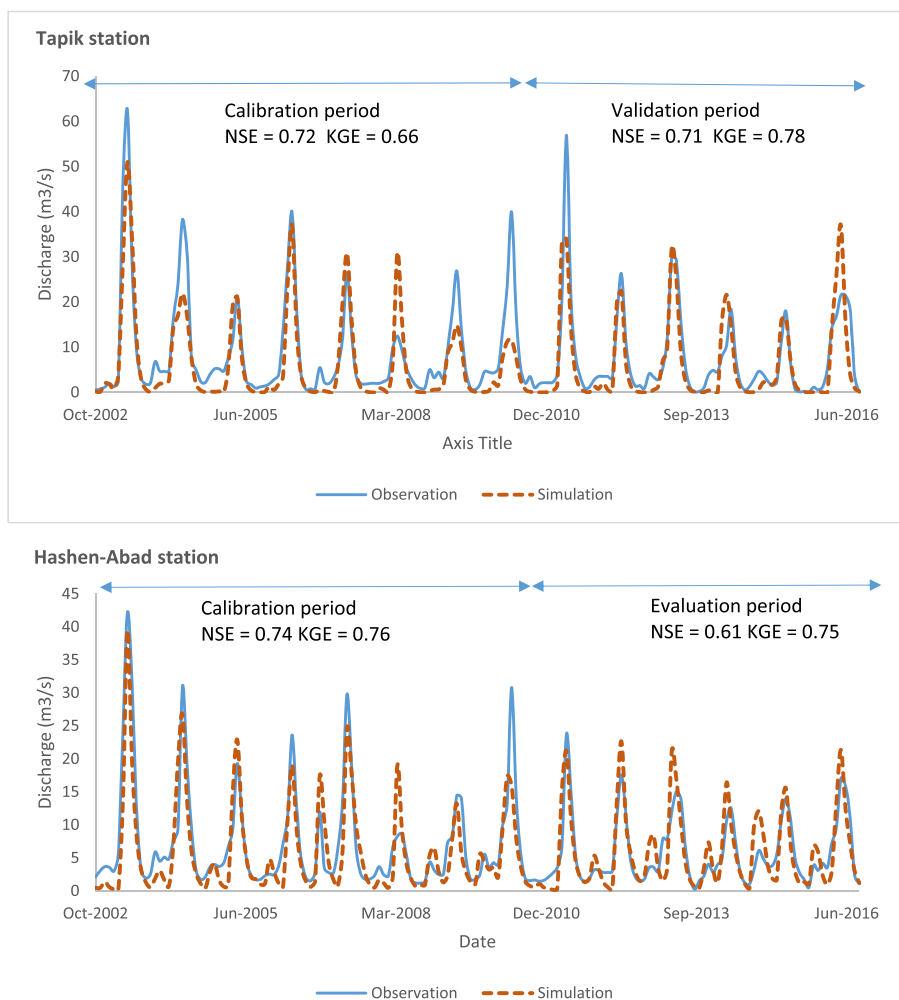 Tapik station
70
60
50
40
30
20
10
0
Discharge (m3/s)
Calibration period
NSE = 0.72 KGE = 0.66
Validation period
NSE = 0.71 KGE = 0.78
Oct-2002 Jun-2005 Mar-2008 Dec-2010 Sep-2013 Jun-2016
Axis Title
Observation Simulation
Hashen-Abad station
45
40
35
30
25
20
15
10
5
0
Discharge (m3/s)
Calibration period
NSE = 0.74 KGE = 0.76
Evaluation period
NSE = 0.61 KGE = 0.75
Oct-2002 Jun-2005 Mar-2008 Dec-2010 Sep-2013 Jun-2016
Date
Observation Simulation